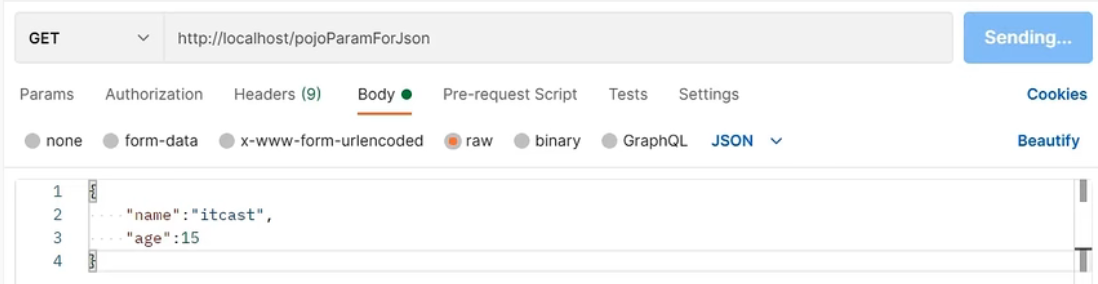 GET http://localhost/pojoParamForJson Sending...
Params Authorization Headers (9) Body Pre-request Script Tests Settings Cookies
none form-data x-www-form-urlencoded raw binary GraphQL JSON Beautify
1 {
2 "name":"itcast",
3 "age":15
4 }